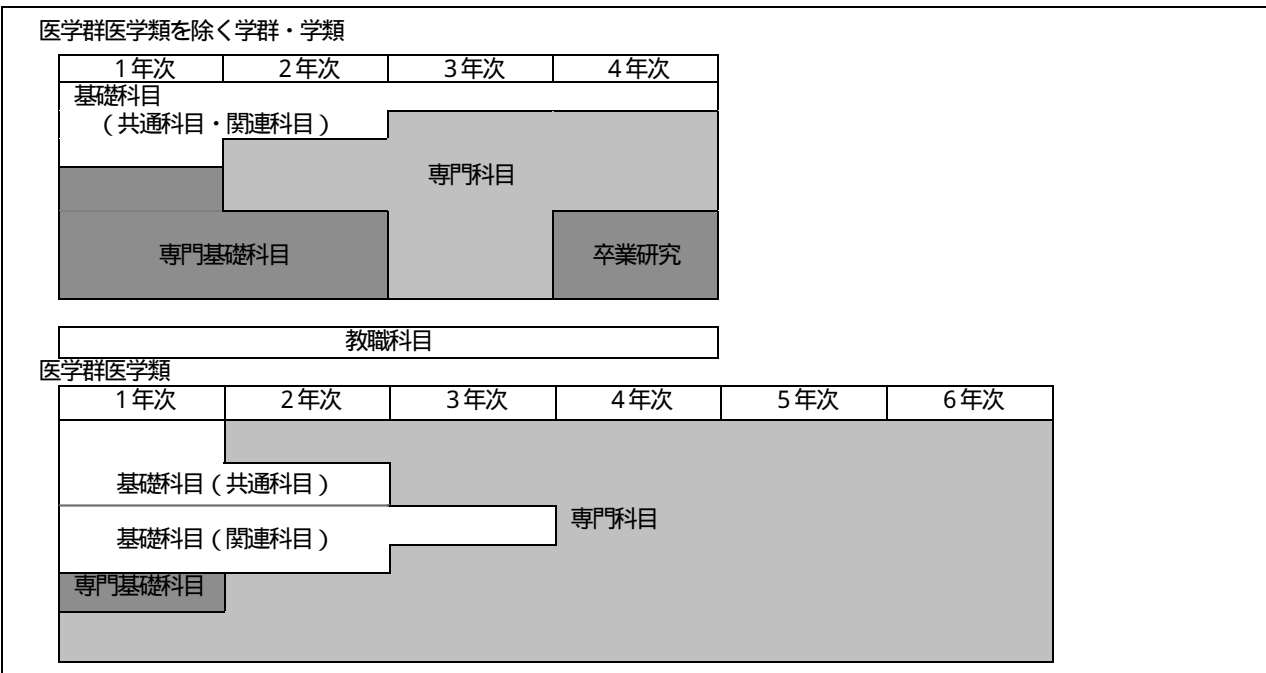 医学群医学類を除く学群・学類
1年次 2年次 3年次 4年次
基礎科目
(共通科目・関連科目)
専門科目
専門基礎科目 卒業研究
教職科目
医学群医学類
1年次 2年次 3年次 4年次 5年次 6年次
基礎科目(共通科目)
専門科目
基礎科目(関連科目)
専門基礎科目